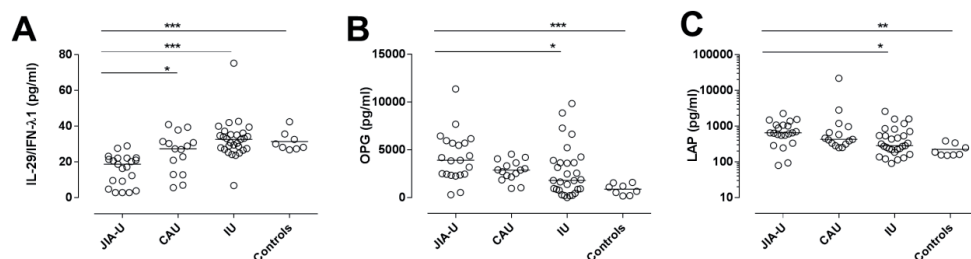 A
IL-29/IFN-λ1 (pg/ml)
80
60
40
20
0
***
***
*
JIA-U
CAU
IU
Controls
B
OPG (pg/ml)
15000
10000
5000
0
***
*
JIA-U
CAU
IU
Controls
C
LAP (pg/ml)
100000
10000
1000
100
10
**
*
JIA-U
CAU
IU
Controls